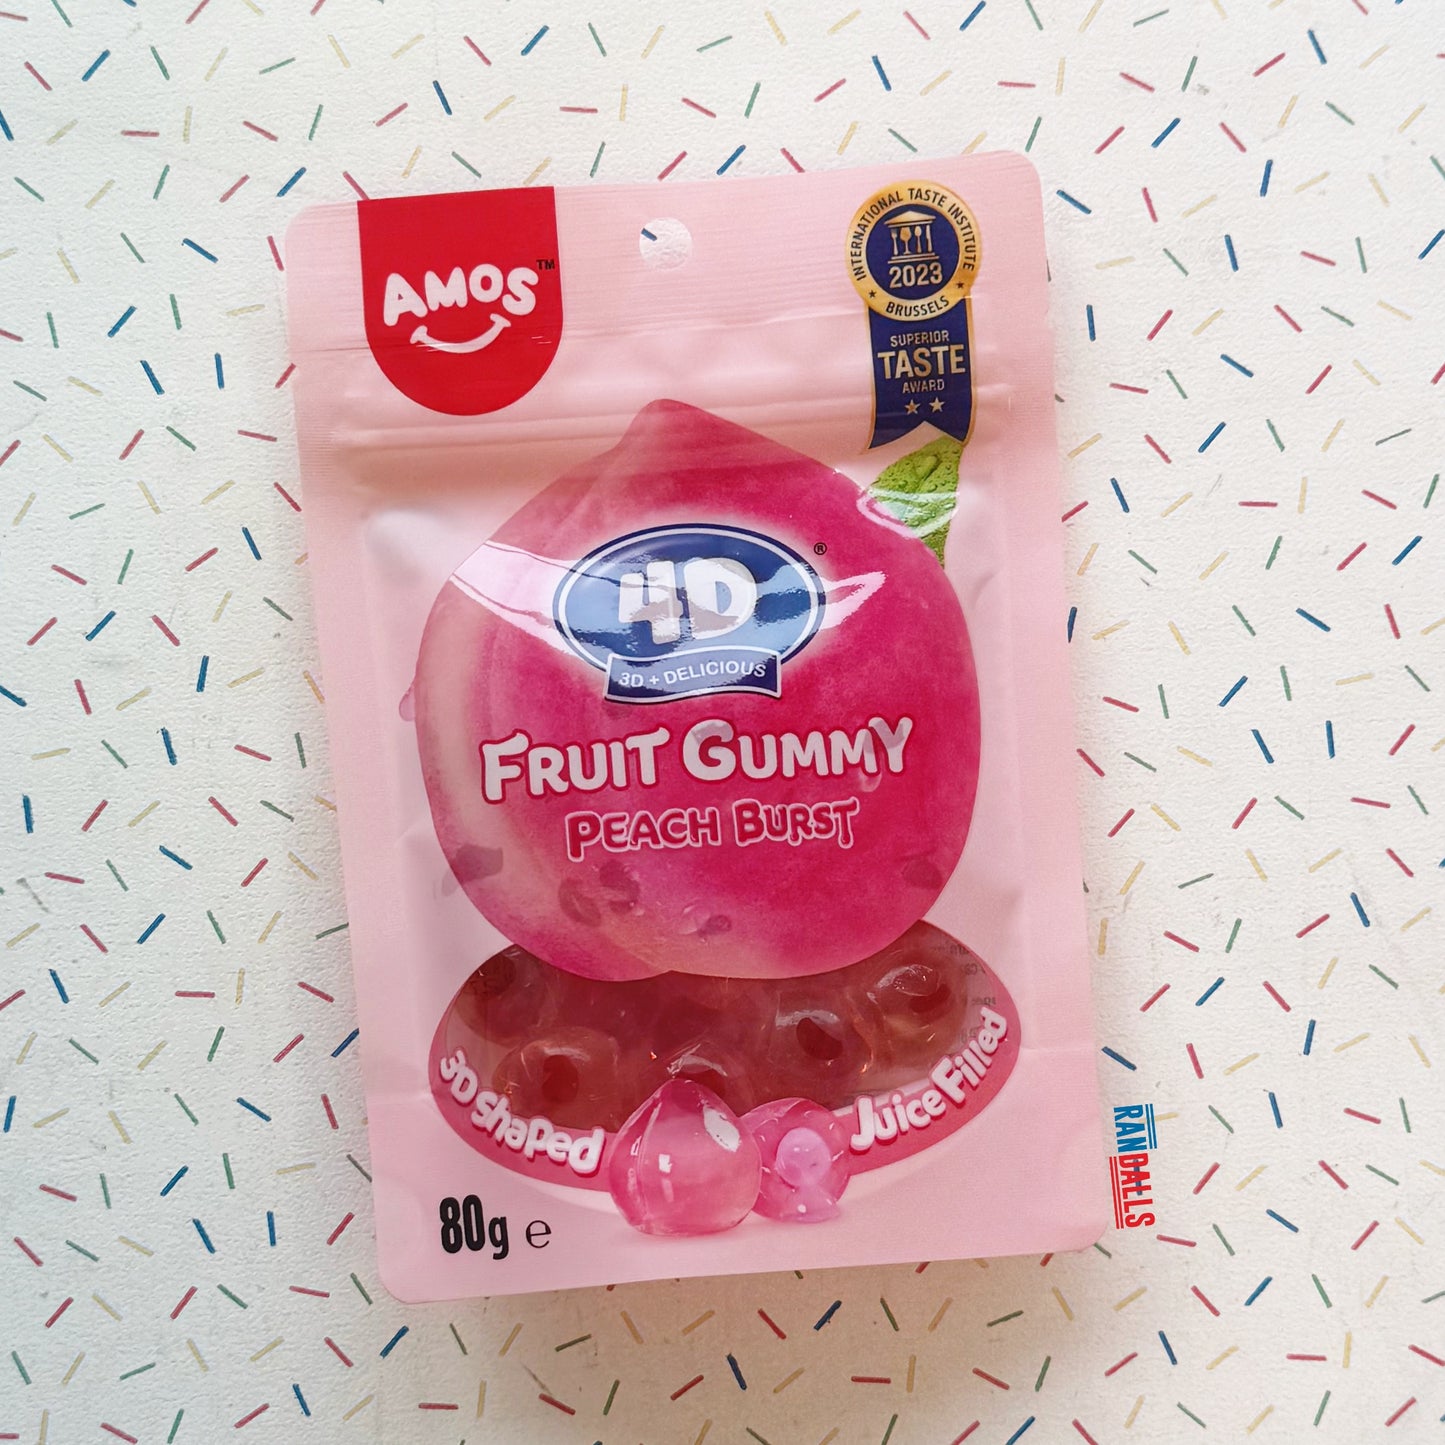 AMOS™
INTERNATIONAL TASTE INSTITUTE
2023
BRUSSELS
SUPERIOR
TASTE
AWARD
4D®
3D + DELICIOUS
FRUIT GUMMY
PEACH BURST
3D Shaped
Juice Filled
80g ℮
RANDALLS